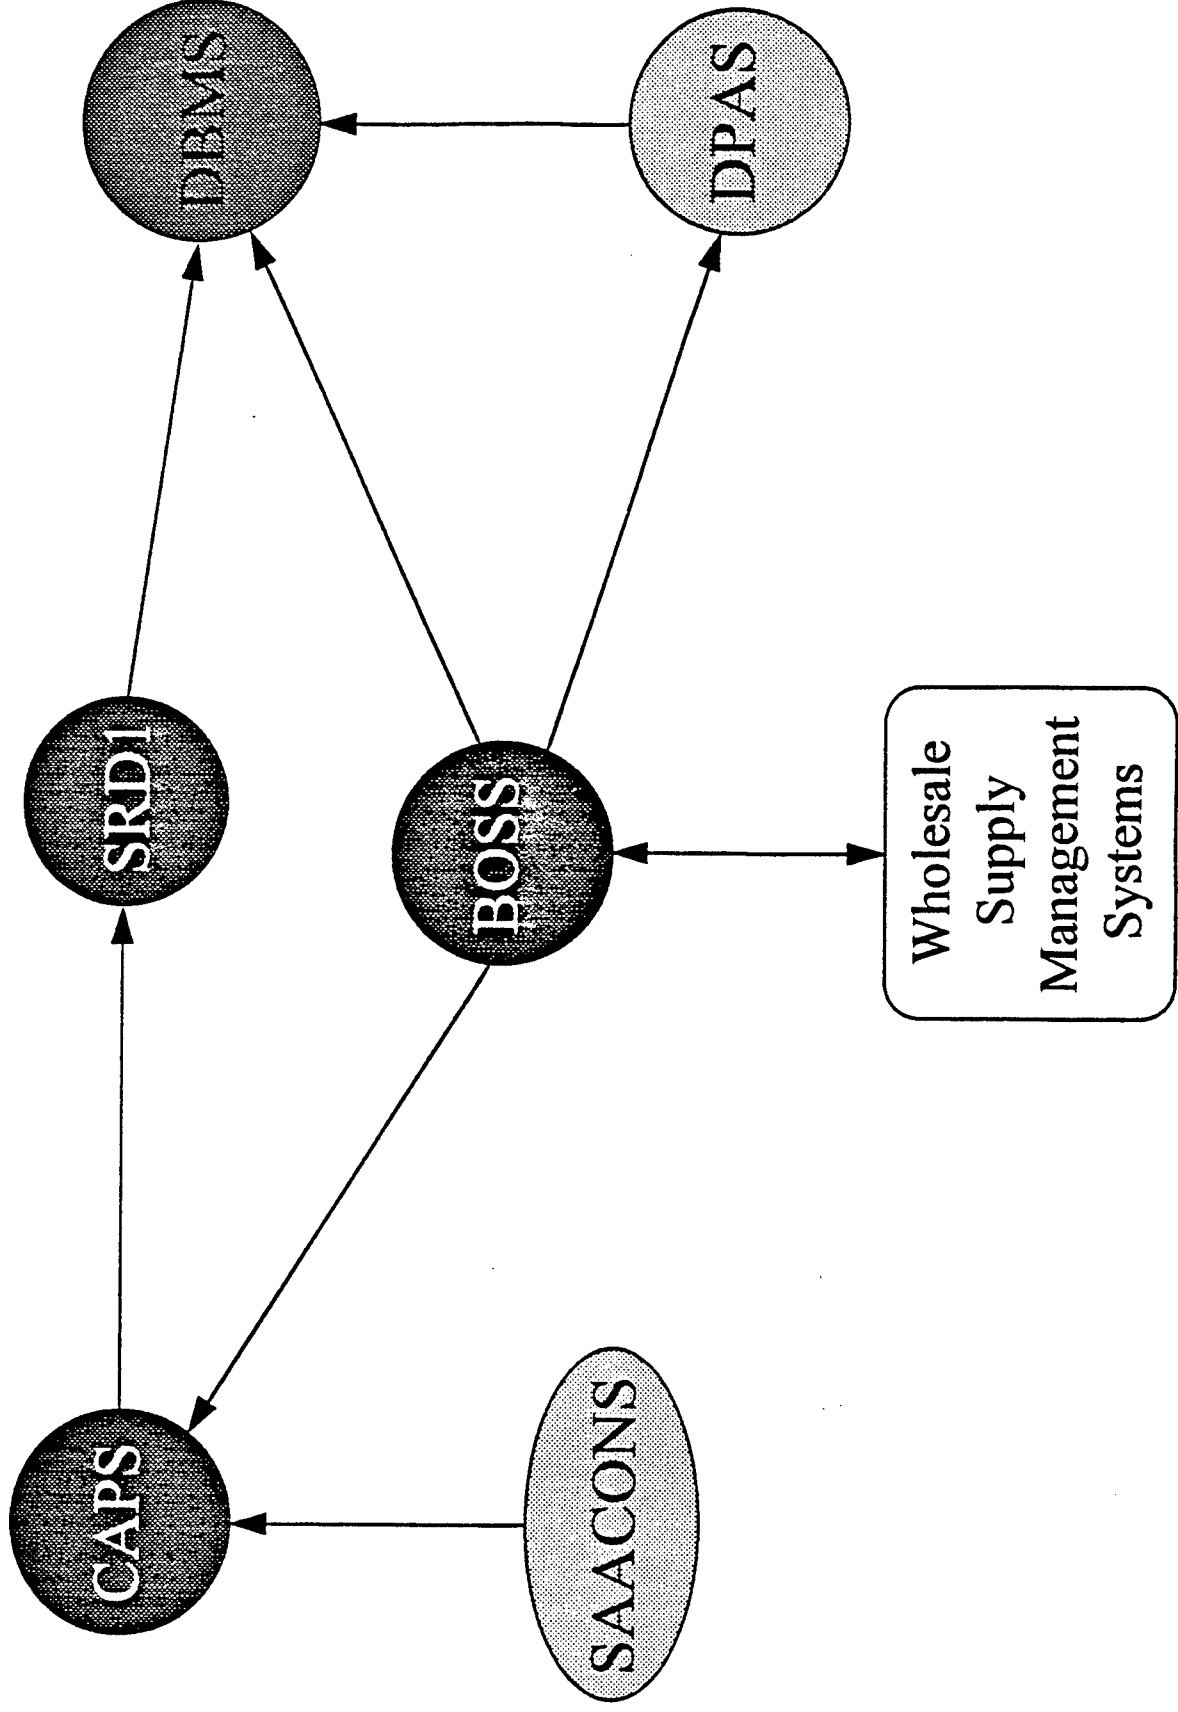 CAPS
SRD1
DBMS
BOSS
SAACONS
DPAS
Wholesale
Supply
Management
Systems